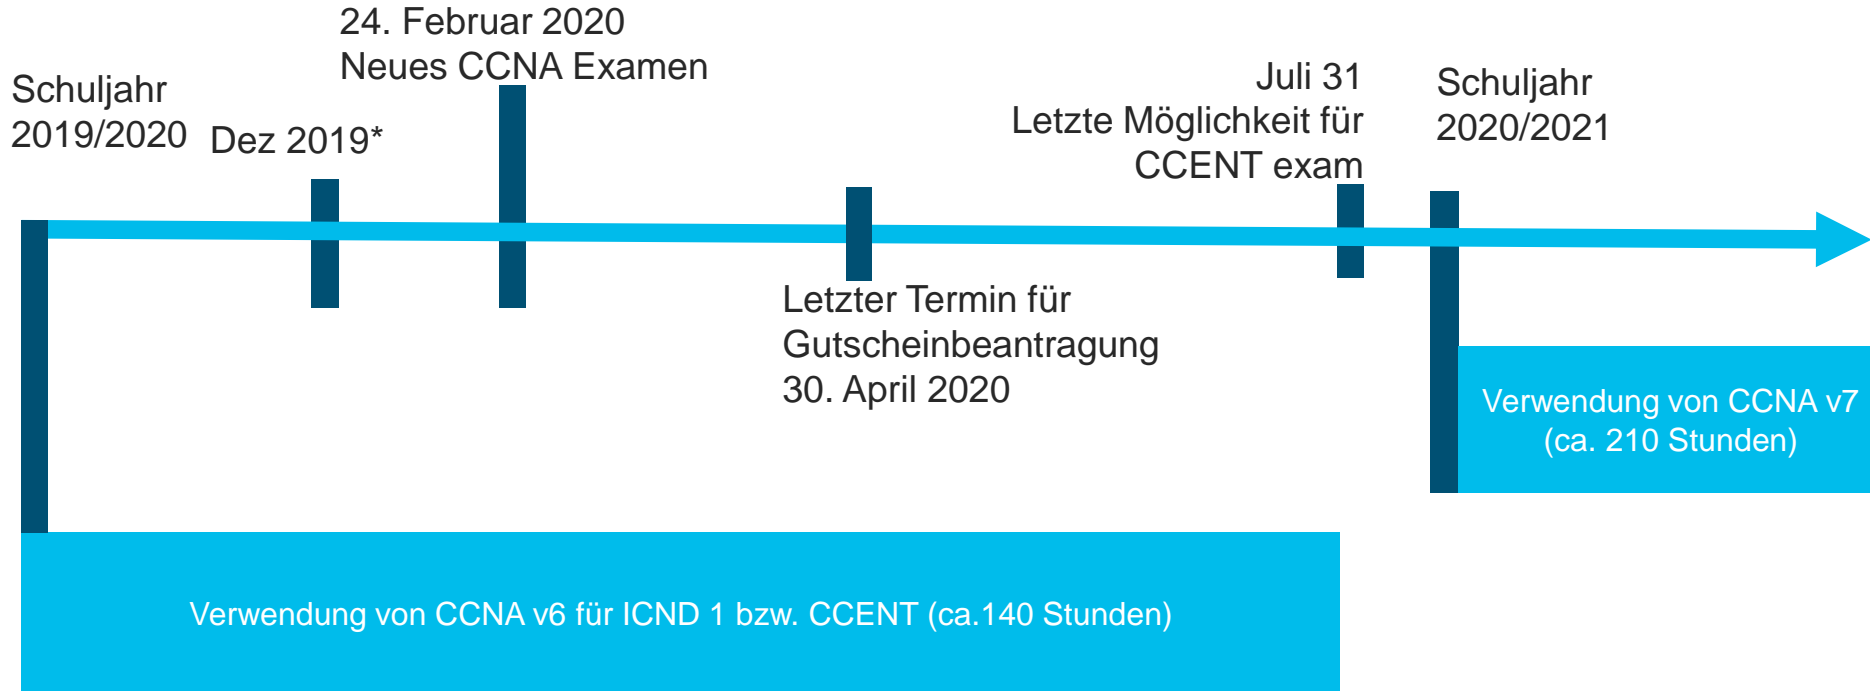 Schuljahr
2019/2020
Dez 2019*
24. Februar 2020
Neues CCNA Examen
Letzter Termin für
Gutscheinbeantragung
30. April 2020
Juli 31
Letzte Möglichkeit für
CCENT exam
Schuljahr
2020/2021
Verwendung von CCNA v7
(ca. 210 Stunden)
Verwendung von CCNA v6 für ICND 1 bzw. CCENT (ca.140 Stunden)